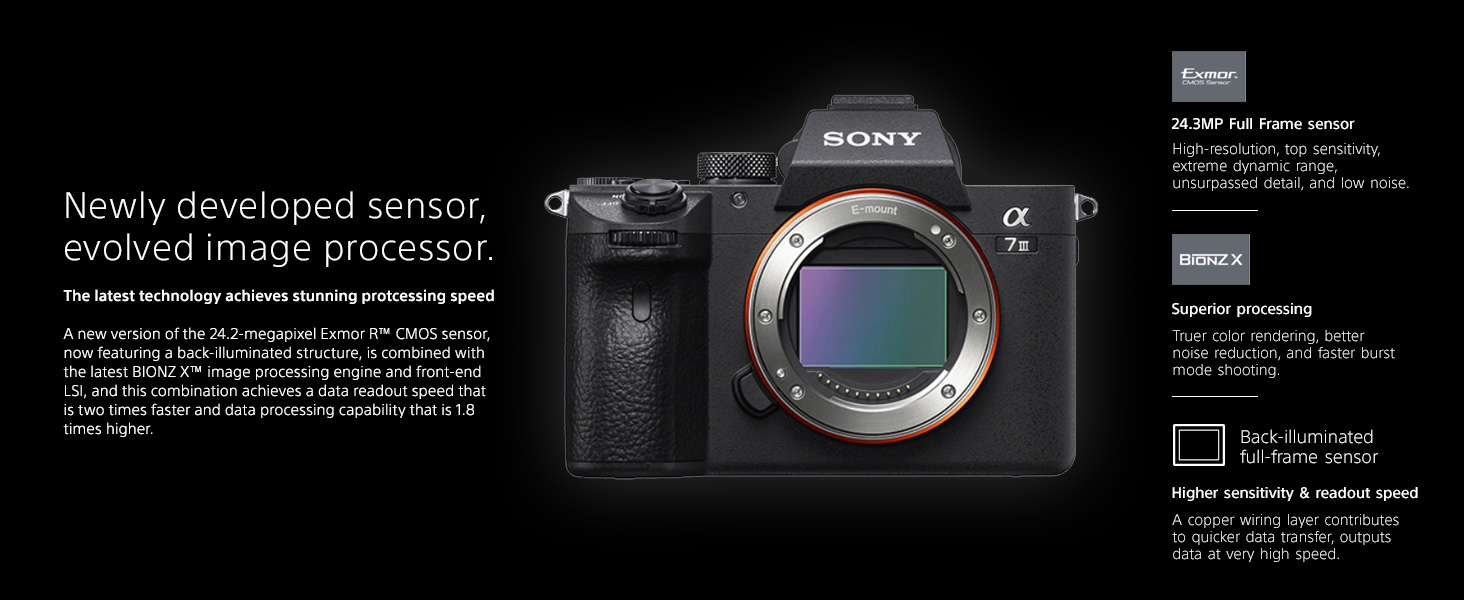 Newly developed sensor,
evolved image processor.
The latest technology achieves stunning protcessing speed
A new version of the 24.2-megapixel Exmor R™ CMOS sensor,
now featuring a back-illuminated structure, is combined with
the latest BIONZ X™ image processing engine and front-end
LSI, and this combination achieves a data readout speed that
is two times faster and data processing capability that is 1.8
times higher.
SONY
OFF
E-mount
α
7 III
Exmor™
CMOS Sensor
24.3MP Full Frame sensor
High-resolution, top sensitivity,
extreme dynamic range,
unsurpassed detail, and low noise.
BIONZ X
Superior processing
Truer color rendering, better
noise reduction, and faster burst
mode shooting.
Back-illuminated
full-frame sensor
Higher sensitivity & readout speed
A copper wiring layer contributes
to quicker data transfer, outputs
data at very high speed.